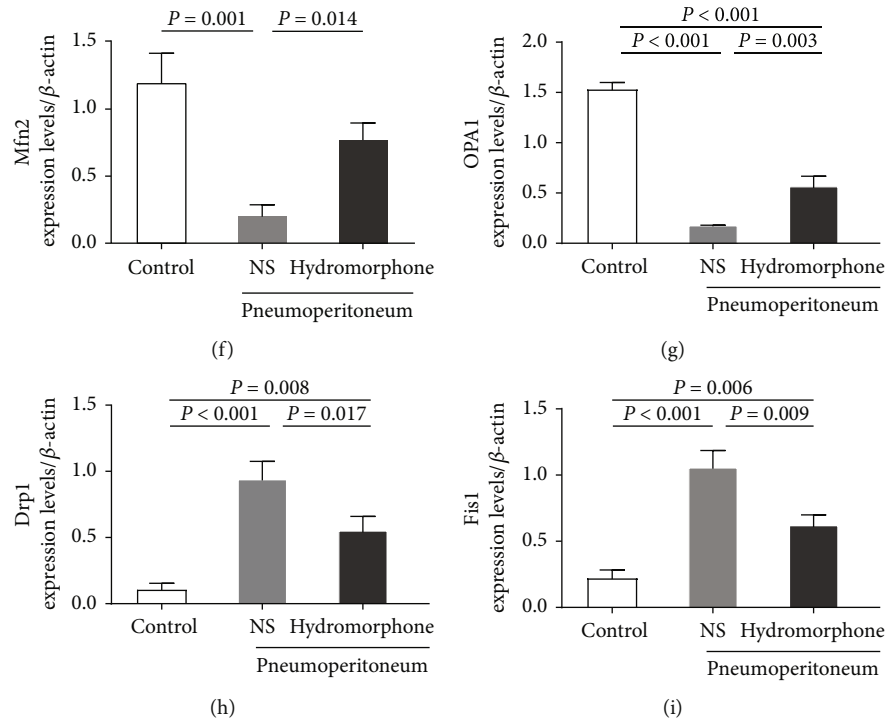 P = 0.001 P = 0.014
Mfn2
expression levels/β-actin
1.5
1.0
0.5
0.0
Control NS Hydromorphone
Pneumoperitoneum
(f)
P < 0.001
P < 0.001 P = 0.003
OPA1
expression levels/β-actin
2.0
1.5
1.0
0.5
0.0
Control NS Hydromorphone
Pneumoperitoneum
(g)
P = 0.008
P < 0.001 P = 0.017
Drp1
expression levels/β-actin
1.5
1.0
0.5
0.0
Control NS Hydromorphone
Pneumoperitoneum
(h)
P = 0.006
P < 0.001 P = 0.009
Fis1
expression levels/β-actin
1.5
1.0
0.5
0.0
Control NS Hydromorphone
Pneumoperitoneum
(i)